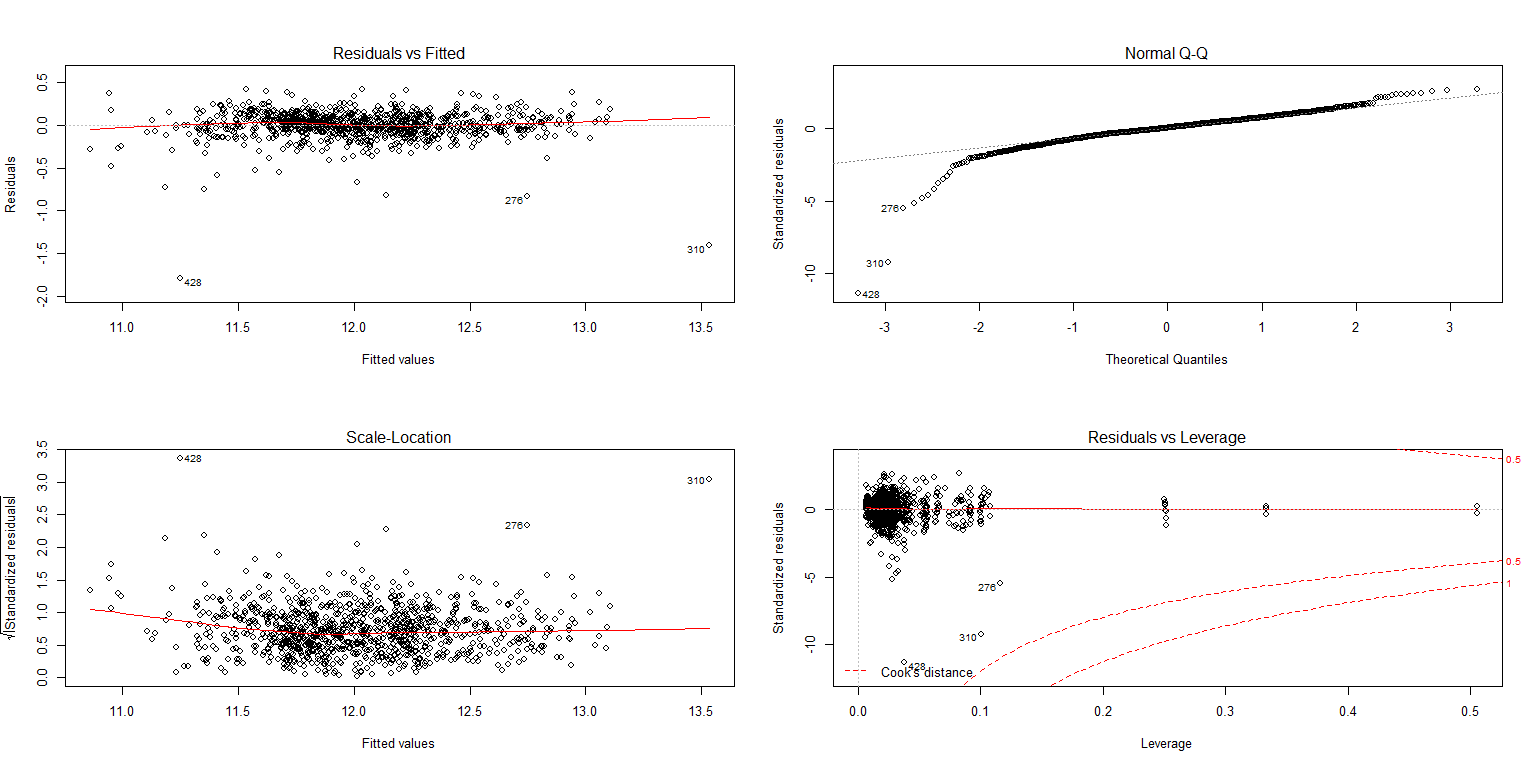 Residuals vs Fitted
Residuals
0.5
0.0
-0.5
-1.0
-1.5
-2.0
276
310
428
11.0 11.5 12.0 12.5 13.0 13.5
Fitted values
Normal Q-Q
Standardized residuals
0
-5
-10
276
310
428
-3 -2 -1 0 1 2 3
Theoretical Quantiles
Scale-Location
√|Standardized residuals|
3.5
3.0
2.5
2.0
1.5
1.0
0.5
0.0
428
310
276
11.0 11.5 12.0 12.5 13.0 13.5
Fitted values
Residuals vs Leverage
Standardized residuals
0
-5
-10
0.5
0.5
1
276
310
428
Cook's distance
0.0 0.1 0.2 0.3 0.4 0.5
Leverage